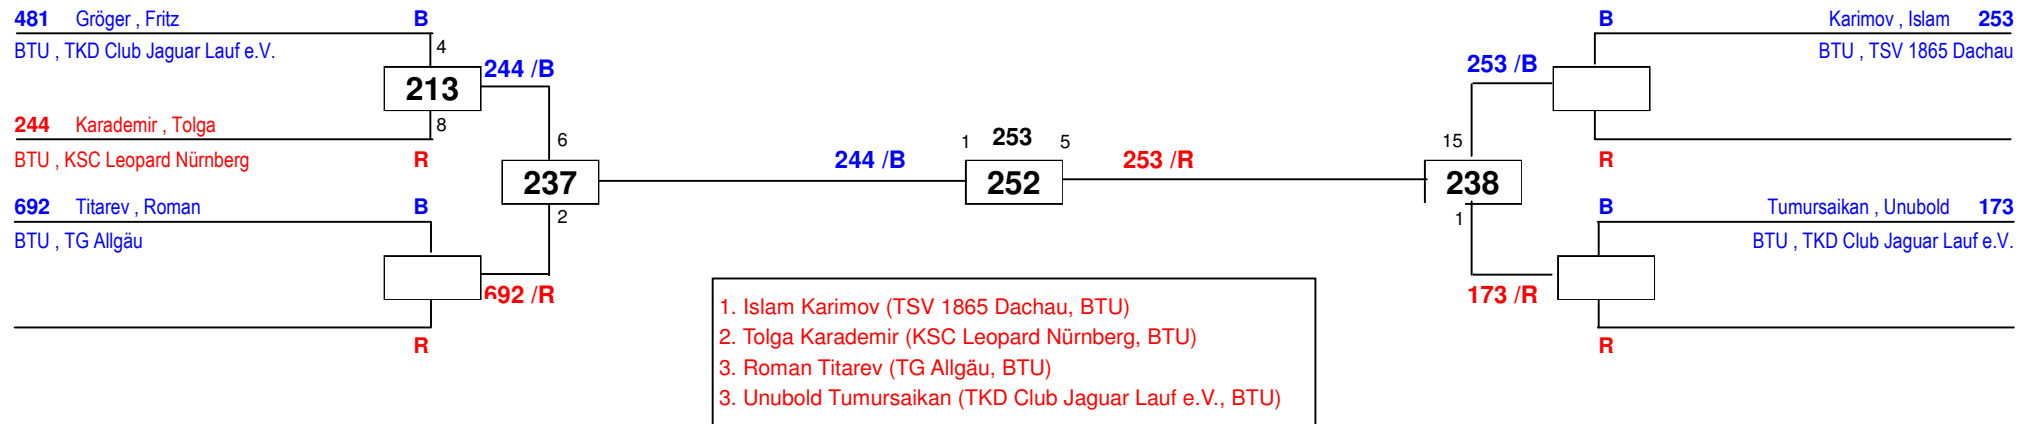 481 Gröger , Fritz B
BTU , TKD Club Jaguar Lauf e.V.
4
213
244 /B
8
244 Karademir , Tolga
BTU , KSC Leopard Nürnberg R
6
237
2
692 Titarev , Roman B
BTU , TG Allgäu
692 /R
R
244 /B
1 253 5
252
253 /R
B Karimov , Islam 253
BTU , TSV 1865 Dachau
253 /B
R
15
238
1
B Tumursaikan , Unubold 173
BTU , TKD Club Jaguar Lauf e.V.
173 /R
R
1. Islam Karimov (TSV 1865 Dachau, BTU)
2. Tolga Karademir (KSC Leopard Nürnberg, BTU)
3. Roman Titarev (TG Allgäu, BTU)
3. Unubold Tumursaikan (TKD Club Jaguar Lauf e.V., BTU)